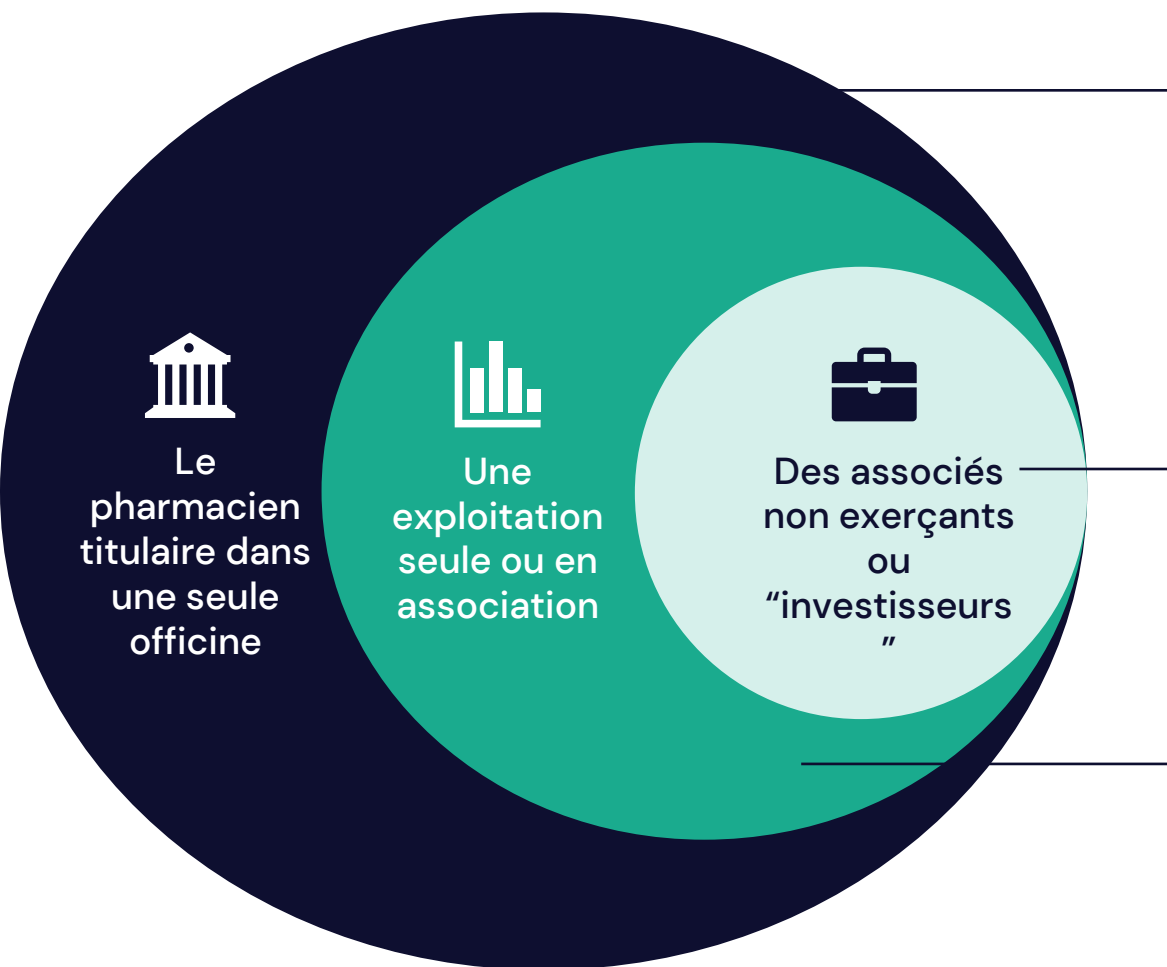 Le
pharmacien
titulaire dans
une seule
officine
Une
exploitation
seule ou en
association
Des associés
non exerçants
ou
“investisseurs
”